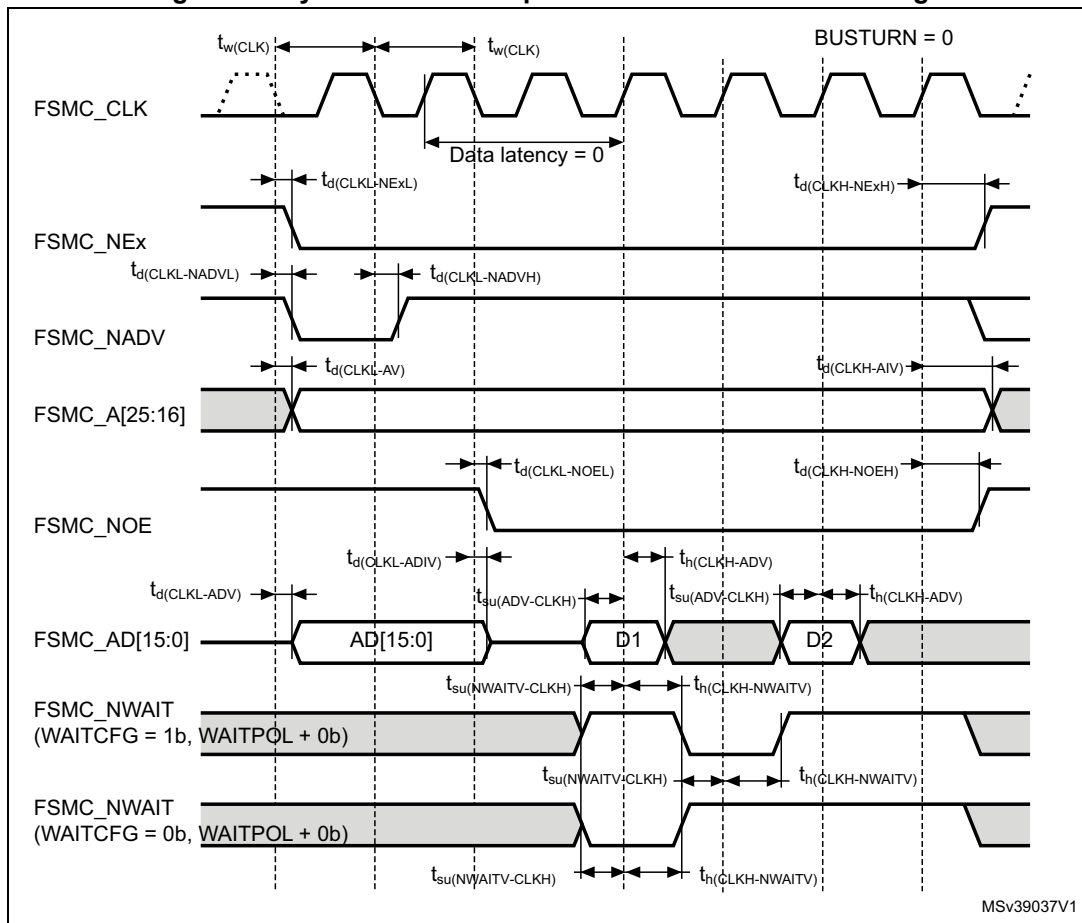 BUSTURN = 0
tw(CLK) tw(CLK)
FSMC_CLK
Data latency = 0
td(CLKL-NExL) td(CLKH-NExH)
FSMC_NEx
td(CLKL-NADVL) td(CLKL-NADVH)
FSMC_NADV
td(CLKL-AV) td(CLKH-AIV)
FSMC_A[25:16]
td(CLKL-NOEL) td(CLKH-NOEH)
FSMC_NOE
td(CLKL-ADIV) th(CLKH-ADV)
td(CLKL-ADV) tsu(ADV-CLKH) tsu(ADV-CLKH) th(CLKH-ADV)
FSMC_AD[15:0] AD[15:0] D1 D2
tsu(NWAITV-CLKH) th(CLKH-NWAITV)
FSMC_NWAIT
(WAITCFG = 1b, WAITPOL + 0b)
tsu(NWAITV-CLKH) th(CLKH-NWAITV)
FSMC_NWAIT
(WAITCFG = 0b, WAITPOL + 0b)
tsu(NWAITV-CLKH) th(CLKH-NWAITV)
MSv39037V1